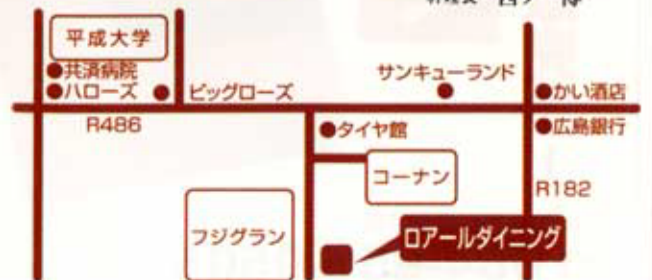 平成大学
●共済病院
●ハローズ
ビッグローズ
サンキューランド
●かい酒店
R486
●タイヤ館
●広島銀行
コーナン
R182
フジグラン
ロアールダイニング